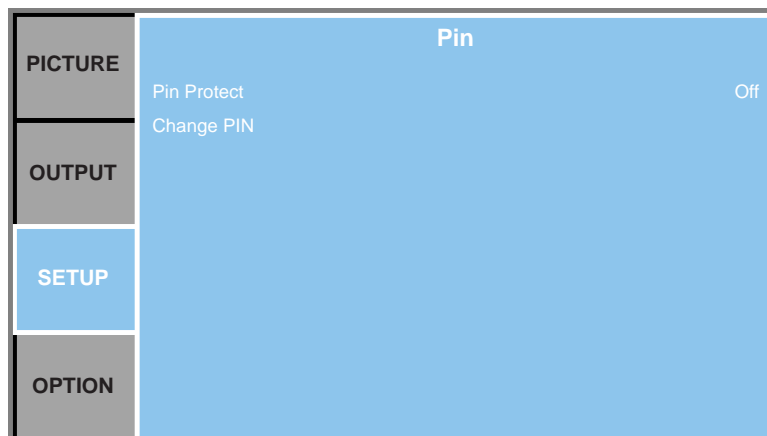 PICTURE
OUTPUT
SETUP
OPTION
Pin
Pin Protect Off
Change PIN